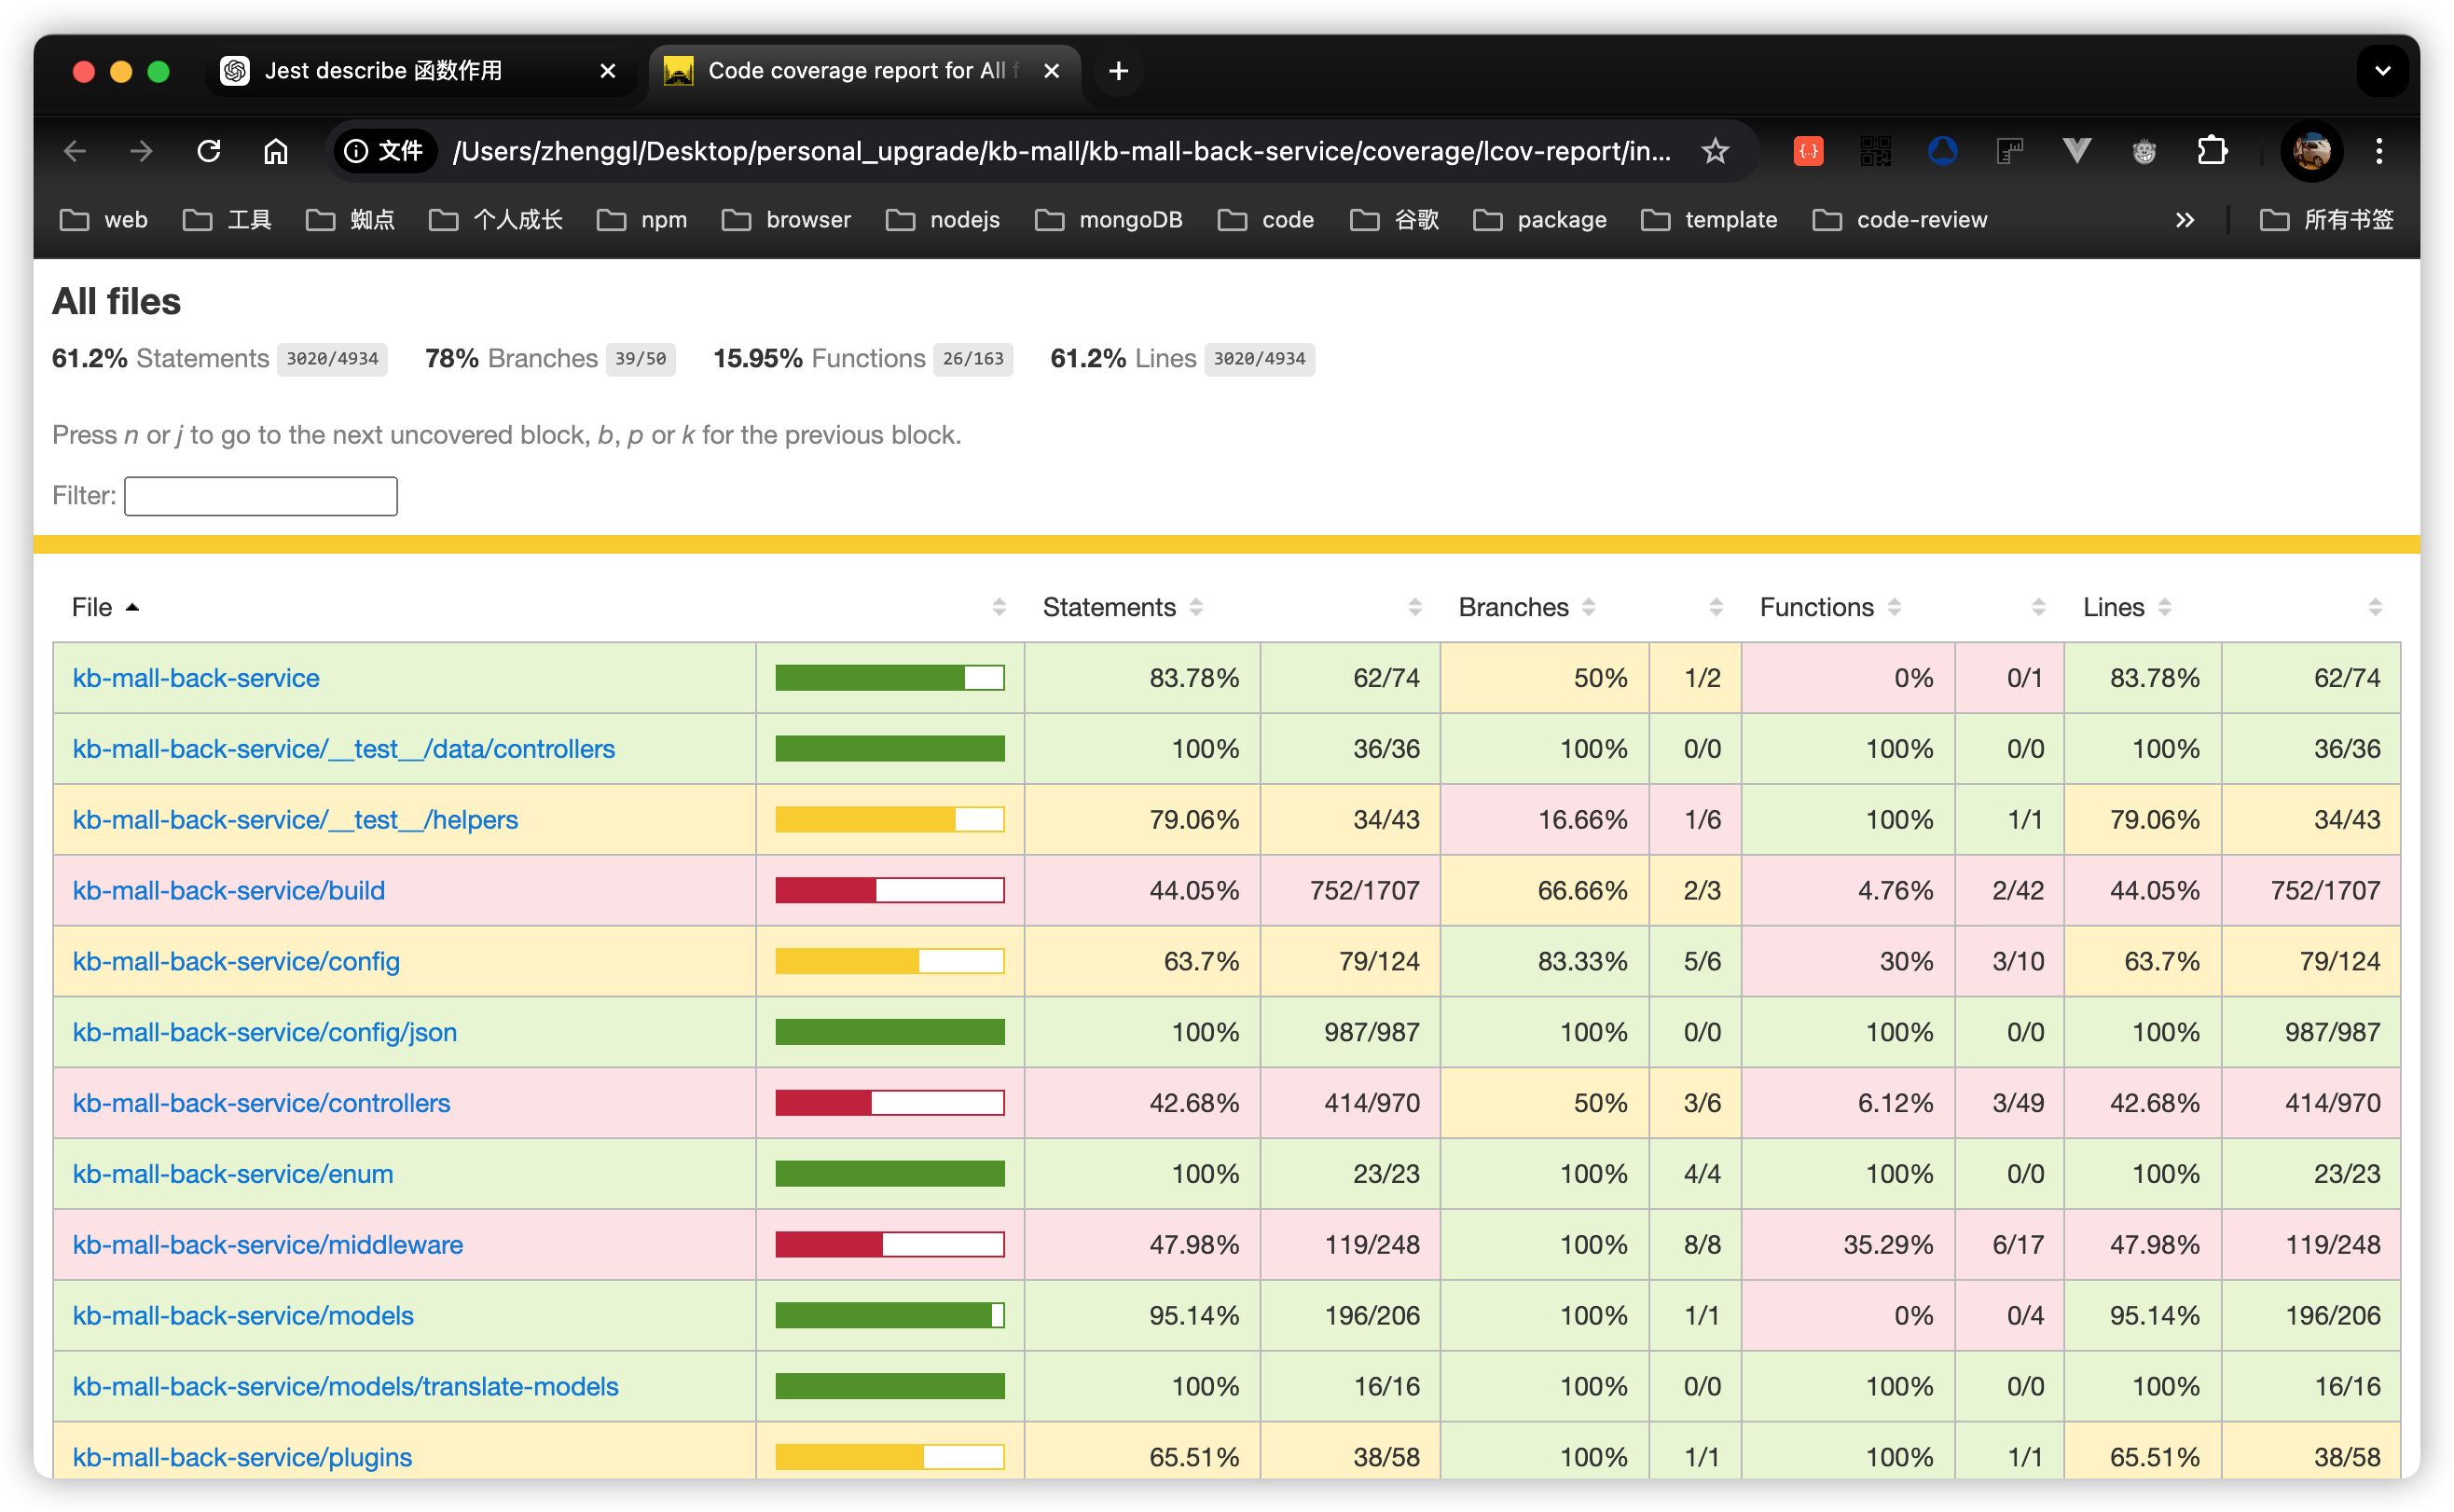 Jest describe 函数作用
Code coverage report for All f
文件 /Users/zhenggl/Desktop/personal_upgrade/kb-mall/kb-mall-back-service/coverage/lcov-report/in...
web 工具 蜘点 个人成长 npm browser nodejs mongoDB code 谷歌 package template code-review » 所有书签
All files
61.2% Statements 3020/4934 78% Branches 39/50 15.95% Functions 26/163 61.2% Lines 3020/4934
Press n or j to go to the next uncovered block, b, p or k for the previous block.
Filter:
File Statements Branches Functions Lines
kb-mall-back-service 83.78% 62/74 50% 1/2 0% 0/1 83.78% 62/74
kb-mall-back-service/__test__/data/controllers 100% 36/36 100% 0/0 100% 0/0 100% 36/36
kb-mall-back-service/__test__/helpers 79.06% 34/43 16.66% 1/6 100% 1/1 79.06% 34/43
kb-mall-back-service/build 44.05% 752/1707 66.66% 2/3 4.76% 2/42 44.05% 752/1707
kb-mall-back-service/config 63.7% 79/124 83.33% 5/6 30% 3/10 63.7% 79/124
kb-mall-back-service/config/json 100% 987/987 100% 0/0 100% 0/0 100% 987/987
kb-mall-back-service/controllers 42.68% 414/970 50% 3/6 6.12% 3/49 42.68% 414/970
kb-mall-back-service/enum 100% 23/23 100% 4/4 100% 0/0 100% 23/23
kb-mall-back-service/middleware 47.98% 119/248 100% 8/8 35.29% 6/17 47.98% 119/248
kb-mall-back-service/models 95.14% 196/206 100% 1/1 0% 0/4 95.14% 196/206
kb-mall-back-service/models/translate-models 100% 16/16 100% 0/0 100% 0/0 100% 16/16
kb-mall-back-service/plugins 65.51% 38/58 100% 1/1 100% 1/1 65.51% 38/58